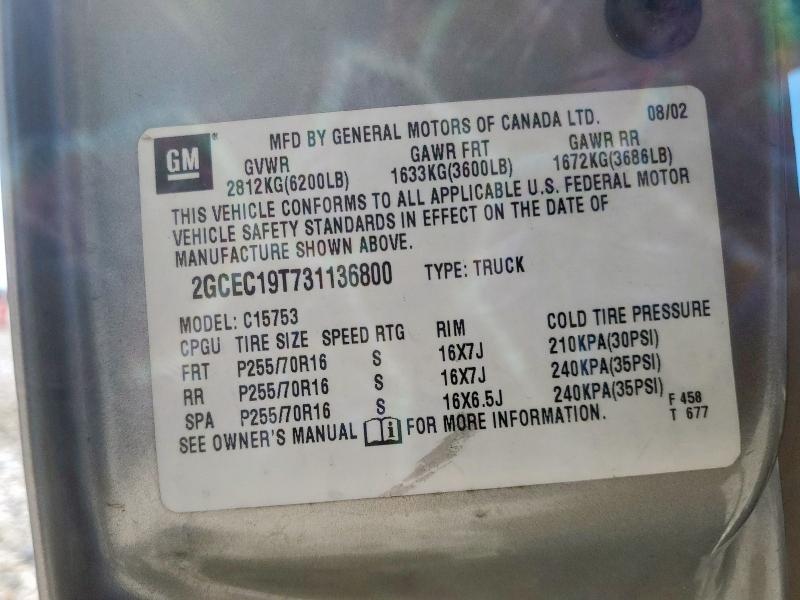 GM
MFD BY GENERAL MOTORS OF CANADA LTD. 08/02
GVWR GAWR FRT GAWR RR
2812KG(6200LB) 1633KG(3600LB) 1672KG(3686LB)
THIS VEHICLE CONFORMS TO ALL APPLICABLE U.S. FEDERAL MOTOR
VEHICLE SAFETY STANDARDS IN EFFECT ON THE DATE OF
MANUFACTURE SHOWN ABOVE.
2GCEC19T731136800 TYPE: TRUCK
MODEL: C15753
CPGU TIRE SIZE SPEED RTG RIM COLD TIRE PRESSURE
FRT P255/70R16 S 16X7J 210KPA(30PSI)
RR P255/70R16 S 16X7J 240KPA(35PSI)
SPA P255/70R16 S 16X6.5J 240KPA(35PSI)
SEE OWNER'S MANUAL i FOR MORE INFORMATION.
F 458
T 677